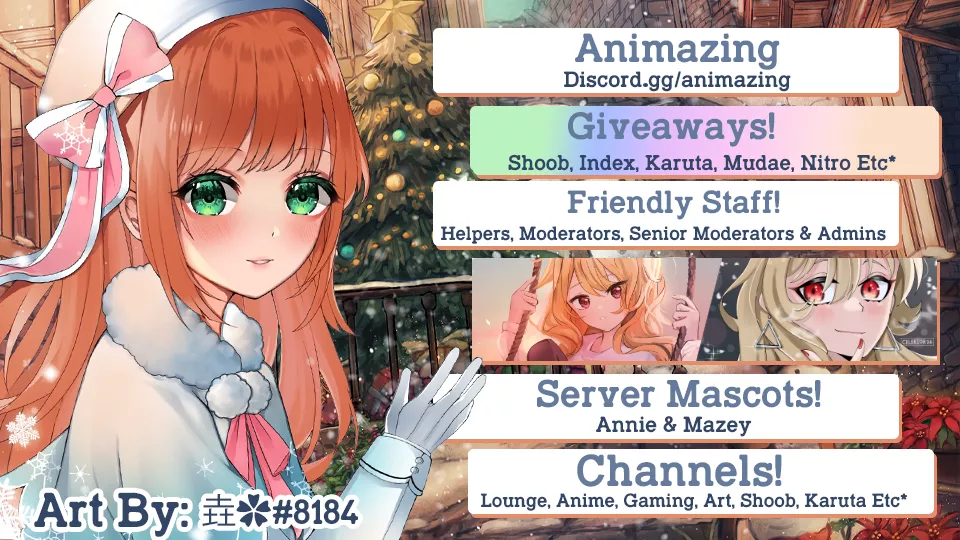 Animazing
Discord.gg/animazing
Giveaways!
Shoob, Index, Karuta, Mudae, Nitro Etc*
Friendly Staff!
Helpers, Moderators, Senior Moderators & Admins
Server Mascots!
Annie & Mazey
Channels!
Lounge, Anime, Gaming, Art, Shoob, Karuta Etc*
Art By: 垚✤#8184